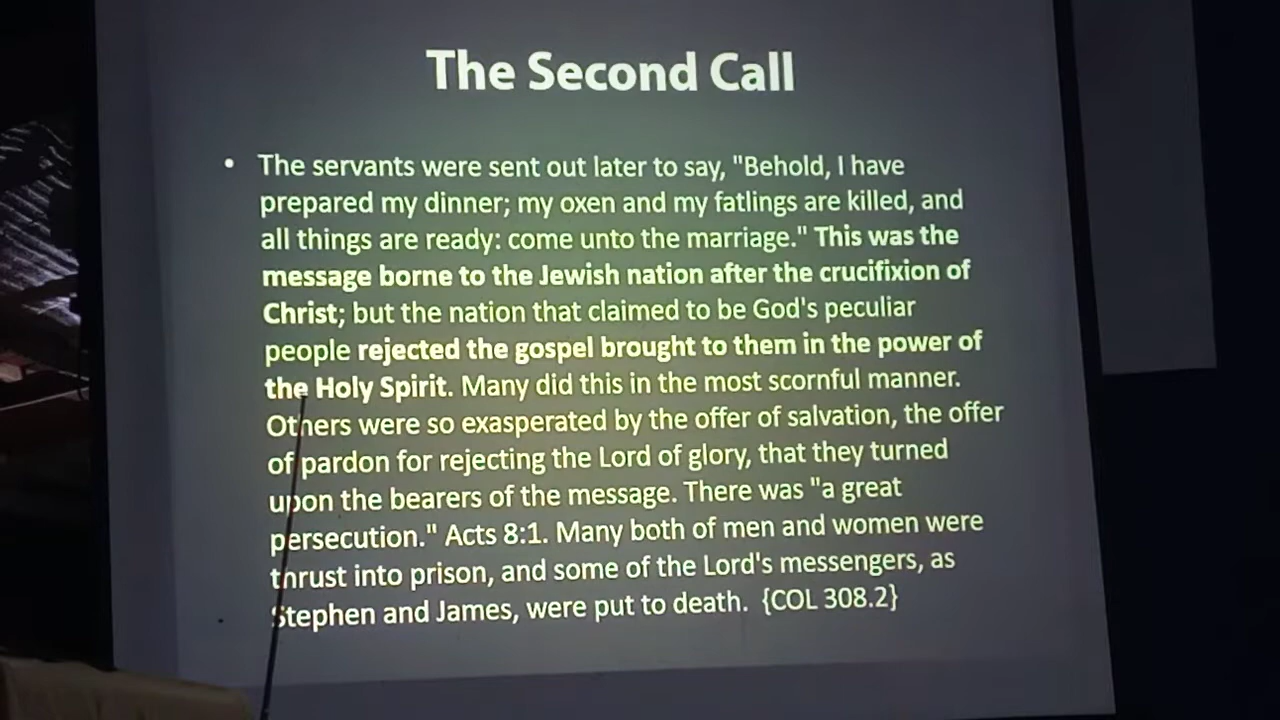 The Second Call
• The servants were sent out later to say, "Behold, I have
prepared my dinner; my oxen and my fatlings are killed, and
all things are ready: come unto the marriage." This was the
message borne to the Jewish nation after the crucifixion of
Christ; but the nation that claimed to be God's peculiar
people rejected the gospel brought to them in the power of
the Holy Spirit. Many did this in the most scornful manner.
Others were so exasperated by the offer of salvation, the offer
of pardon for rejecting the Lord of glory, that they turned
upon the bearers of the message. There was "a great
persecution." Acts 8:1. Many both of men and women were
thrust into prison, and some of the Lord's messengers, as
Stephen and James, were put to death. {COL 308.2}